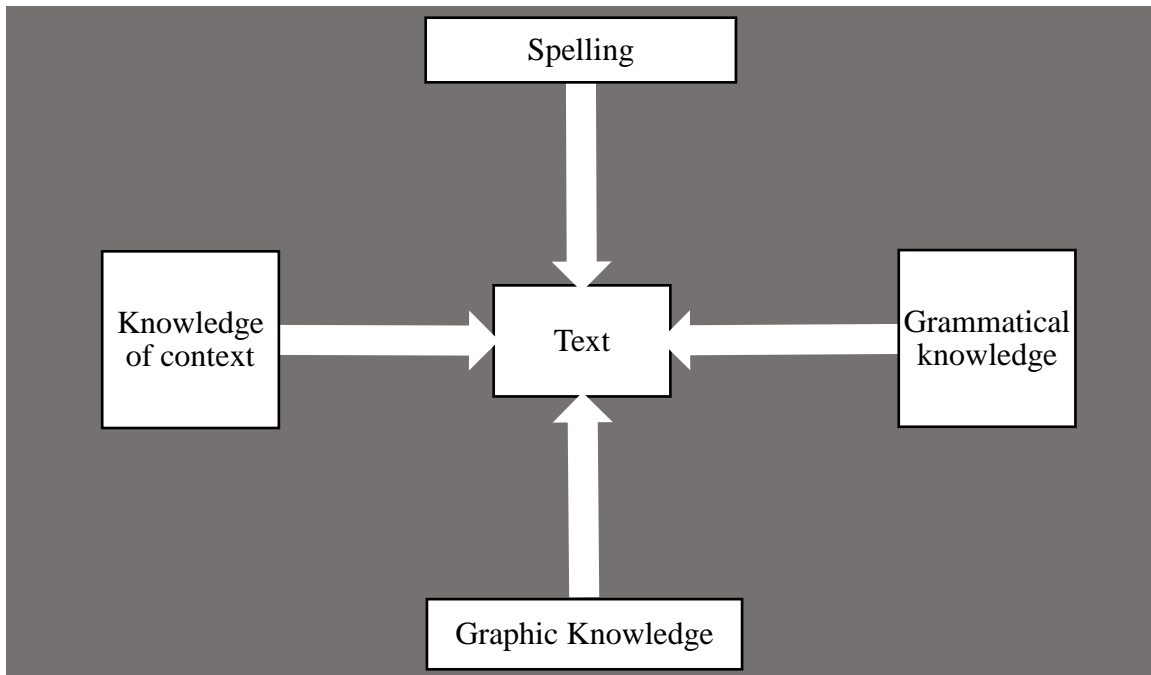 Spelling
Knowledge
of context
Text
Grammatical
knowledge
Graphic Knowledge